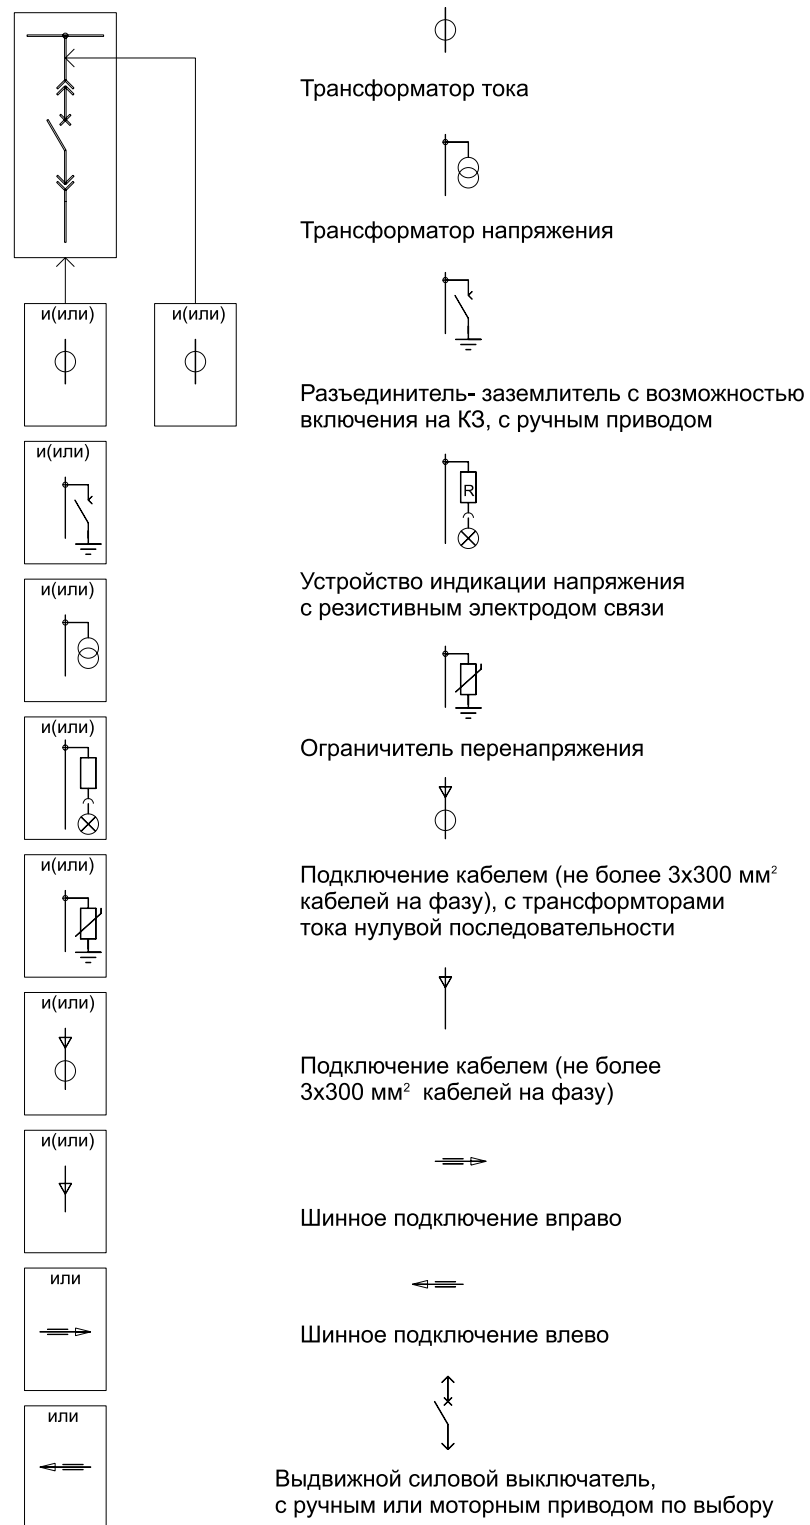 Трансформатор тока
Трансформатор напряжения
и(или) и(или)
Разъединитель- заземлитель с возможностью
включения на КЗ, с ручным приводом
и(или)
R
Устройство индикации напряжения
с резистивным электродом связи
и(или)
и(или)
Ограничитель перенапряжения
и(или)
Подключение кабелем (не более 3х300 мм²
кабелей на фазу), с трансформторами
тока нулувой последовательности
и(или)
Подключение кабелем (не более
3х300 мм² кабелей на фазу)
и(или)
Шинное подключение вправо
или
Шинное подключение влево
или
Выдвижной силовой выключатель,
с ручным или моторным приводом по выбору